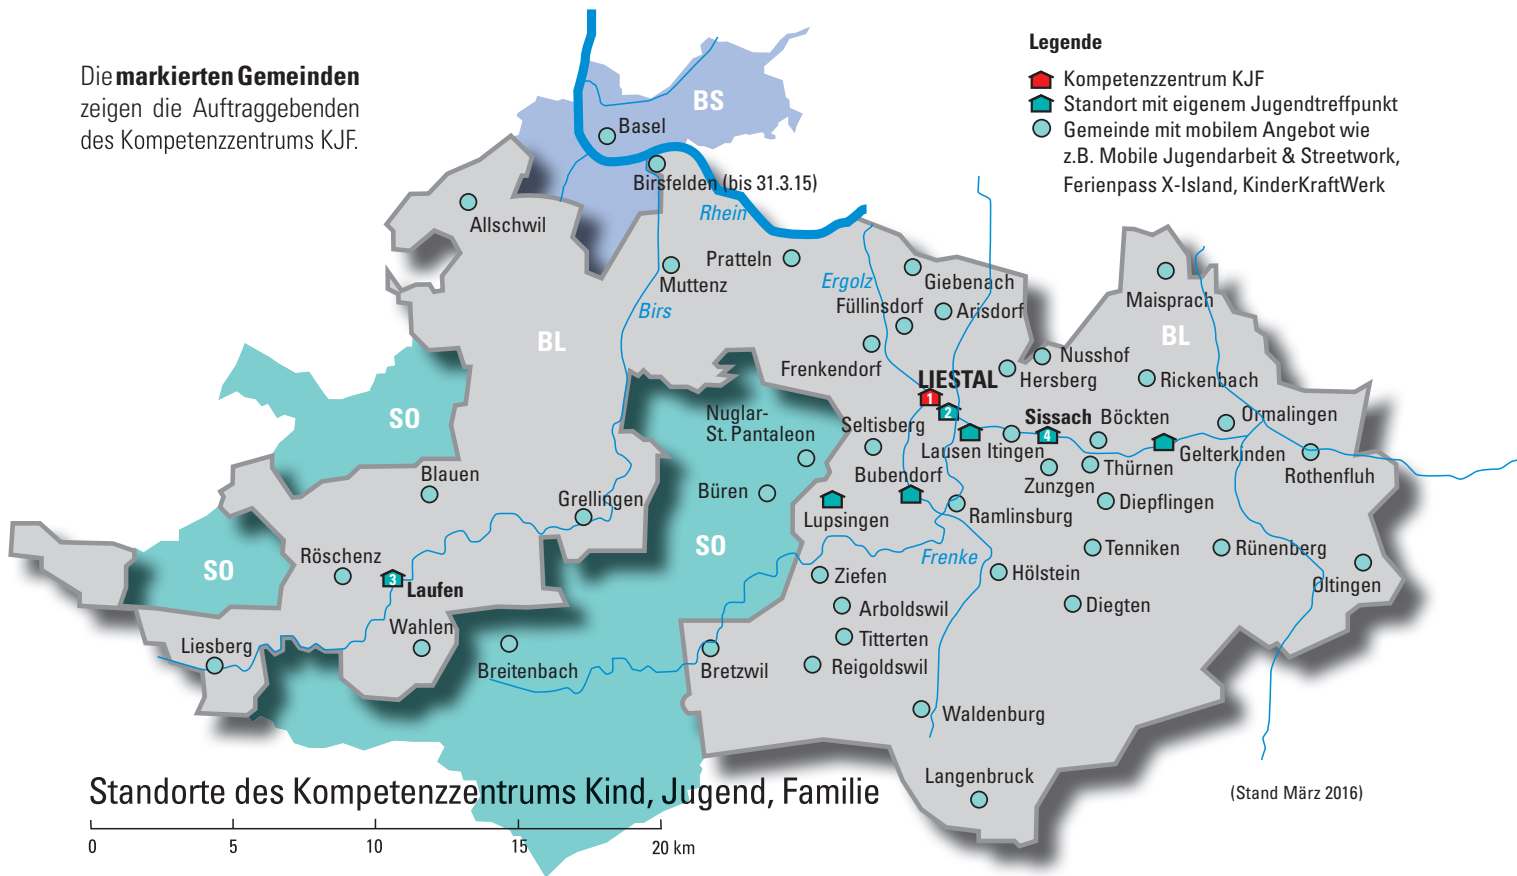 Die markierten Gemeinden
zeigen die Auftraggebenden
des Kompetenzzentrums KJF.
Legende
Kompetenzzentrum KJF
Standort mit eigenem Jugendtreffpunkt
Gemeinde mit mobilem Angebot wie
z.B. Mobile Jugendarbeit & Streetwork,
Ferienpass X-Island, KinderKraftWerk
BS
Basel
Birsfelden (bis 31.3.15)
Rhein
Allschwil
Pratteln
Muttenz
Ergolz
Giebenach
Birs
Füllinsdorf
Arisdorf
Maisprach
BL
BL
Frenkendorf
Nusshof
Hersberg
Rickenbach
LIESTAL
1
2
SO
Nuglar-
St. Pantaleon
Seltisberg
Sissach
Böckten
Ormalingen
4
Lausen
Itingen
Gelterkinden
Rothenfluh
Blauen
Bubendorf
Thürnen
Zunzgen
Grellingen
Büren
Lupsingen
Ramlinsburg
Diepflingen
SO
SO
Röschenz
3
Laufen
Frenke
Tenniken
Rünenberg
Ziefen
Hölstein
Oltingen
Arboldswil
Diegten
Wahlen
Titterten
Liesberg
Breitenbach
Bretzwil
Reigoldswil
Waldenburg
Langenbruck
Standorte des Kompetenzzentrums Kind, Jugend, Familie
(Stand März 2016)
0
5
10
15
20 km